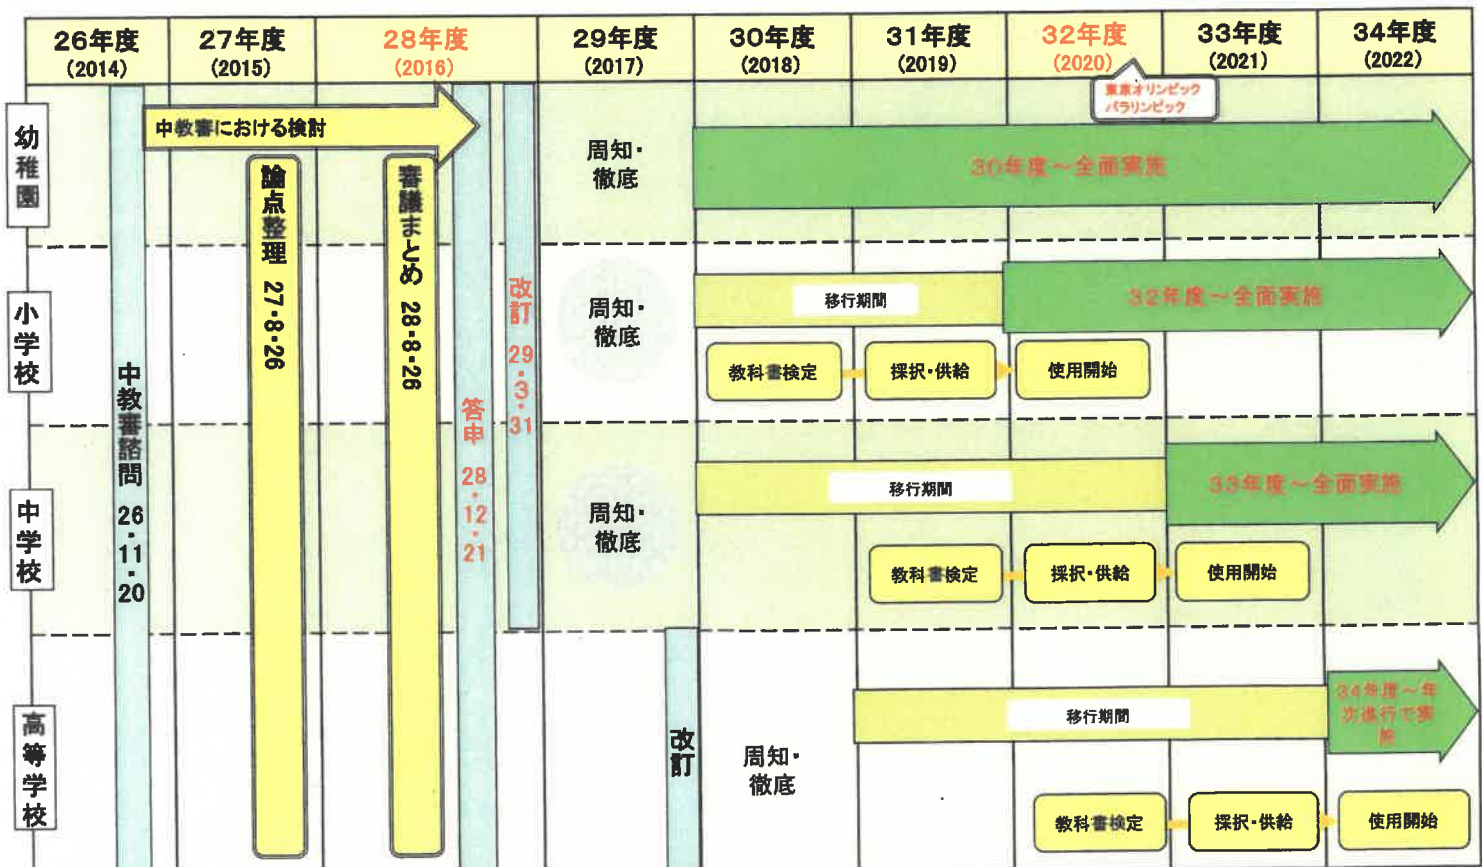 26年度
(2014)
27年度
(2015)
28年度
(2016)
29年度
(2017)
30年度
(2018)
31年度
(2019)
32年度
(2020)
33年度
(2021)
34年度
(2022)
東京オリンピック
パラリンピック
幼稚園
中教審における検討
周知・
徹底
30年度～全面実施
論点整理 27・8・26
審議まとめ 28・8・26
改訂 29・3・31
小学校
周知・
徹底
移行期間
32年度～全面実施
教科書検定
採択・供給
使用開始
中教審諮問 26・11・20
答申 28・12・21
中学校
周知・
徹底
移行期間
33年度～全面実施
教科書検定
採択・供給
使用開始
高等学校
改訂
周知・
徹底
移行期間
34年度～年
次進行で実
施
教科書検定
採択・供給
使用開始